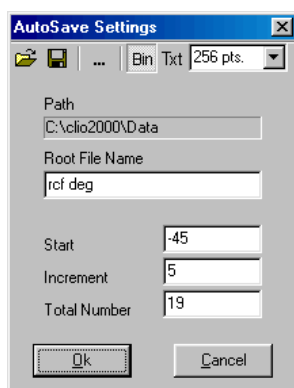 AutoSave Settings
... Bin Txt 256 pts.
Path
C:\clio2000\Data
Root File Name
rcf deg
Start -45
Increment 5
Total Number 19
Ok Cancel